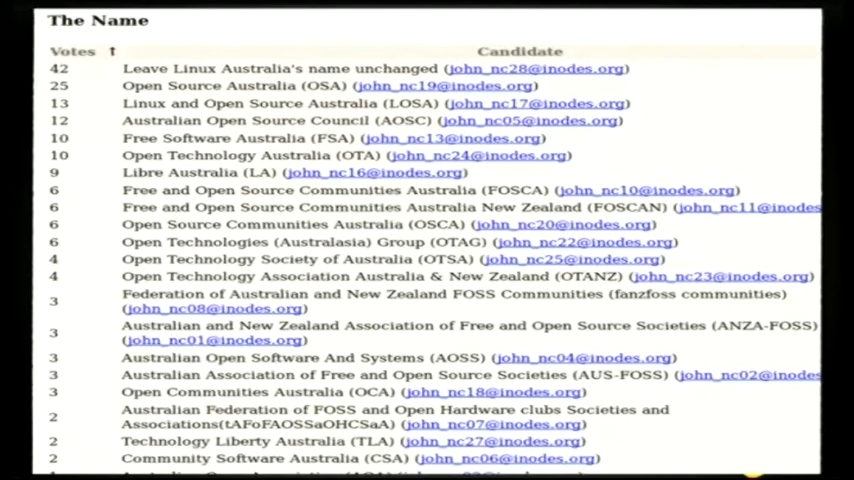 The Name
Votes ↑ Candidate
42 Leave Linux Australia's name unchanged (john_nc28@inodes.org)
25 Open Source Australia (OSA) (john_nc19@inodes.org)
13 Linux and Open Source Australia (LOSA) (john_nc17@inodes.org)
12 Australian Open Source Council (AOSC) (john_nc05@inodes.org)
10 Free Software Australia (FSA) (john_nc13@inodes.org)
10 Open Technology Australia (OTA) (john_nc24@inodes.org)
9 Libre Australia (LA) (john_nc16@inodes.org)
6 Free and Open Source Communities Australia (FOSCA) (john_nc10@inodes.org)
6 Free and Open Source Communities Australia New Zealand (FOSCAN) (john_nc11@inodes
6 Open Source Communities Australia (OSCA) (john_nc20@inodes.org)
6 Open Technologies (Australasia) Group (OTAG) (john_nc22@inodes.org)
4 Open Technology Society of Australia (OTSA) (john_nc25@inodes.org)
4 Open Technology Association Australia & New Zealand (OTANZ) (john_nc23@inodes.org)
3 Federation of Australian and New Zealand FOSS Communities (fanzfoss communities)
(john_nc08@inodes.org)
3 Australian and New Zealand Association of Free and Open Source Societies (ANZA-FOSS)
(john_nc01@inodes.org)
3 Australian Open Software And Systems (AOSS) (john_nc04@inodes.org)
3 Australian Association of Free and Open Source Societies (AUS-FOSS) (john_nc02@inodes
3 Open Communities Australia (OCA) (john_nc18@inodes.org)
2 Australian Federation of FOSS and Open Hardware clubs Societies and
Associations(tAFoFAOSSaOHCSaA) (john_nc07@inodes.org)
2 Technology Liberty Australia (TLA) (john_nc27@inodes.org)
2 Community Software Australia (CSA) (john_nc06@inodes.org)